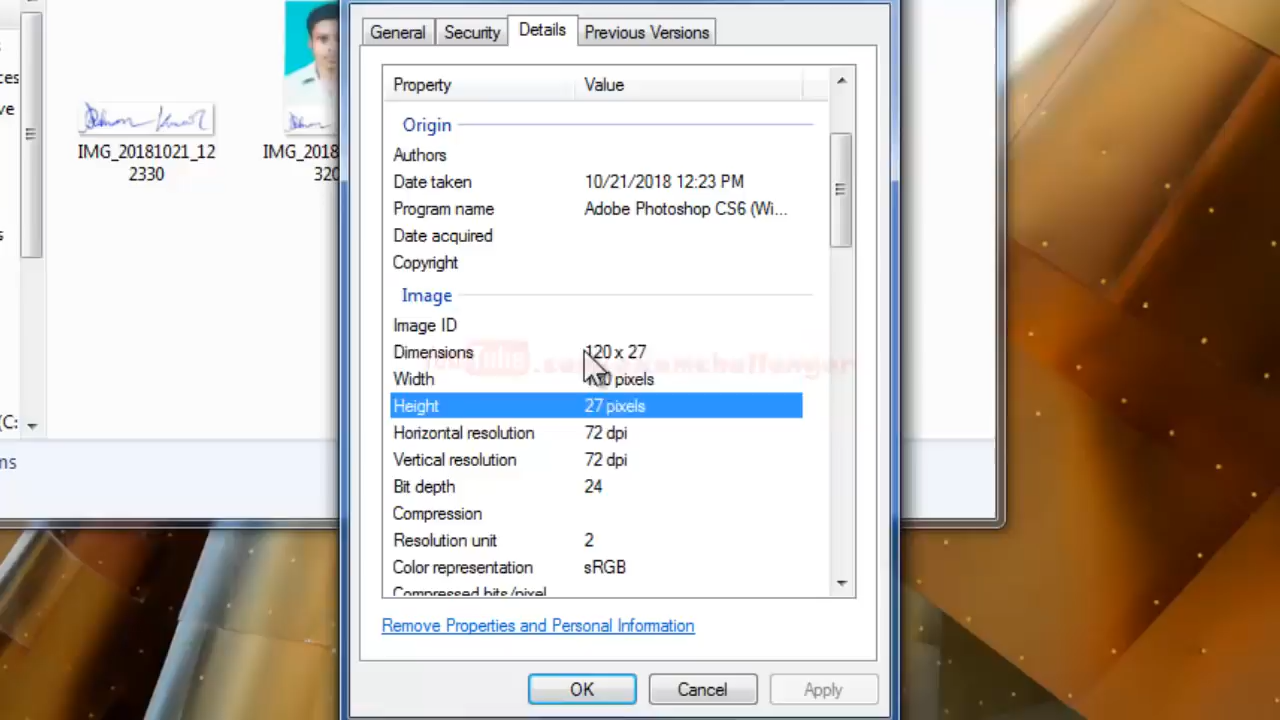 General Security Details Previous Versions
Property Value
Origin
Authors
Date taken 10/21/2018 12:23 PM
Program name Adobe Photoshop CS6 (Wi...
Date acquired
Copyright
Image
Image ID
Dimensions 120 x 27
Width pixels
Height 27 pixels
Horizontal resolution 72 dpi
Vertical resolution 72 dpi
Bit depth 24
Compression
Resolution unit 2
Color representation sRGB
Compressed bits/pixel
Remove Properties and Personal Information
OK Cancel Apply
IMG_20181021_12
2330
IMG_2018
320
(C: